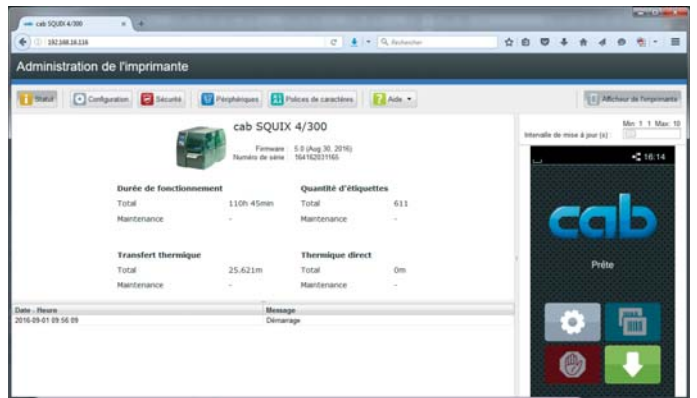 cab SQUIX 4/300
192.168.16.116
Rechercher
Administration de l'imprimante
Statut Configuration Sécurité Périphériques Polices de caractères Aide Afficheur de l'imprimante
Min: 1 1 Max: 10
Intervalle de mise à jour (s) :
cab SQUIX 4/300
Firmware : 5.0 (Aug 30, 2016)
Numéro de série : 164162031165
Durée de fonctionnement Quantité d'étiquettes
Total 110h 45min Total 611
Maintenance - Maintenance -
Transfert thermique Thermique direct
Total 25.621m Total 0m
Maintenance - Maintenance -
Date - Heure Message
2016-09-01 09:56:09 Démarrage
16:14
cab
Prête